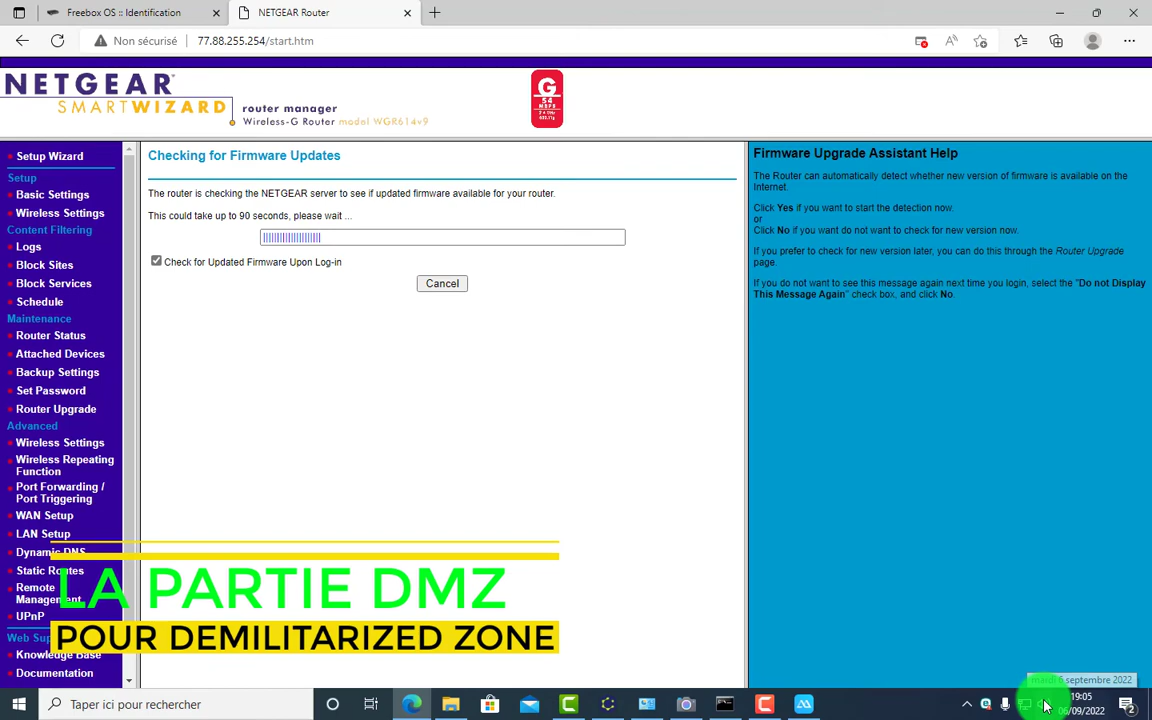 Freebox OS :: Identification
NETGEAR Router
Non sécurisé
77.88.255.254/start.htm
NETGEAR
SMARTWIZARD
router manager
Wireless-G Router model WGR614v9
G
54
MBPS
Setup Wizard
Setup
Basic Settings
Wireless Settings
Content Filtering
Logs
Block Sites
Block Services
Schedule
Maintenance
Router Status
Attached Devices
Backup Settings
Set Password
Router Upgrade
Advanced
Wireless Settings
Wireless Repeating
Function
Port Forwarding /
Port Triggering
WAN Setup
LAN Setup
Dynamic DNS
Static Routes
Remote
Management
UPnP
Web Sup
Knowledge Base
Documentation
Checking for Firmware Updates
The router is checking the NETGEAR server to see if updated firmware available for your router.
This could take up to 90 seconds, please wait ...
Check for Updated Firmware Upon Log-in
Cancel
Firmware Upgrade Assistant Help
The Router can automatically detect whether new version of firmware is available on the
Internet.
Click Yes if you want to start the detection now.
or
Click No if you want do not want to check for new version now.
If you prefer to check for new version later, you can do this through the Router Upgrade
page.
If you do not want to see this message again next time you login, select the "Do not Display
This Message Again" check box, and click No.
LA PARTIE DMZ
POUR DEMILITARIZED ZONE
mardi 6 septembre 2022
Taper ici pour rechercher
19:05
06/09/2022
2